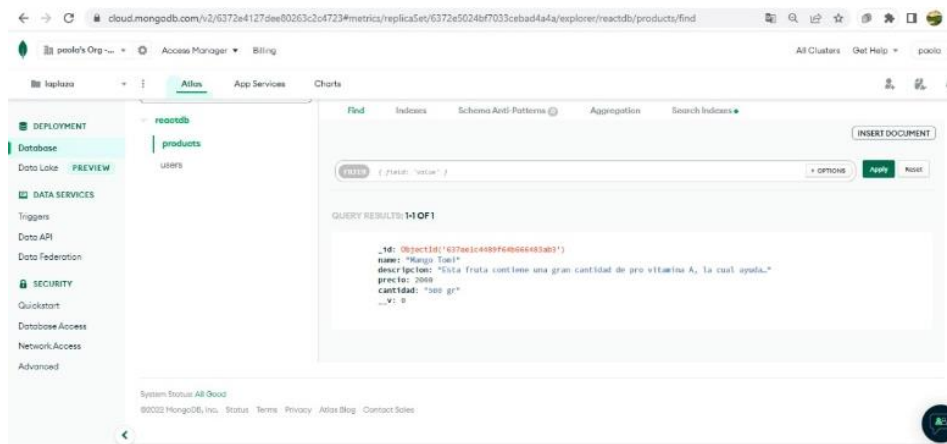 cloud.mongodb.com/v2/6372e4127dee80263c2c4723#metrics/replicaSet/6372e5024bf7033cebad4a4a/explorer/reactdb/products/find
paola's Org -...
Access Manager
Billing
All Clusters
Get Help
paola
laplaza
Atlas
App Services
Charts
DEPLOYMENT
Database
Data Lake PREVIEW
DATA SERVICES
Triggers
Data API
Data Federation
SECURITY
Quickstart
Database Access
Network Access
Advanced
reactdb
products
users
Find
Indexes
Schema Anti-Patterns
Aggregation
Search Indexes
INSERT DOCUMENT
FILTER { field: 'value' }
OPTIONS
Apply
Reset
QUERY RESULTS: 1-1 OF 1
_id: ObjectId('637ae1c4489f64b666483ab3')
name: "Mango Tomi"
descripcion: "Esta fruta contiene una gran cantidad de pro vitamina A, la cual ayuda…"
precio: 2000
cantidad: "500 gr"
__v: 0
System Status: All Good
©2022 MongoDB, Inc. Status Terms Privacy Atlas Blog Contact Sales